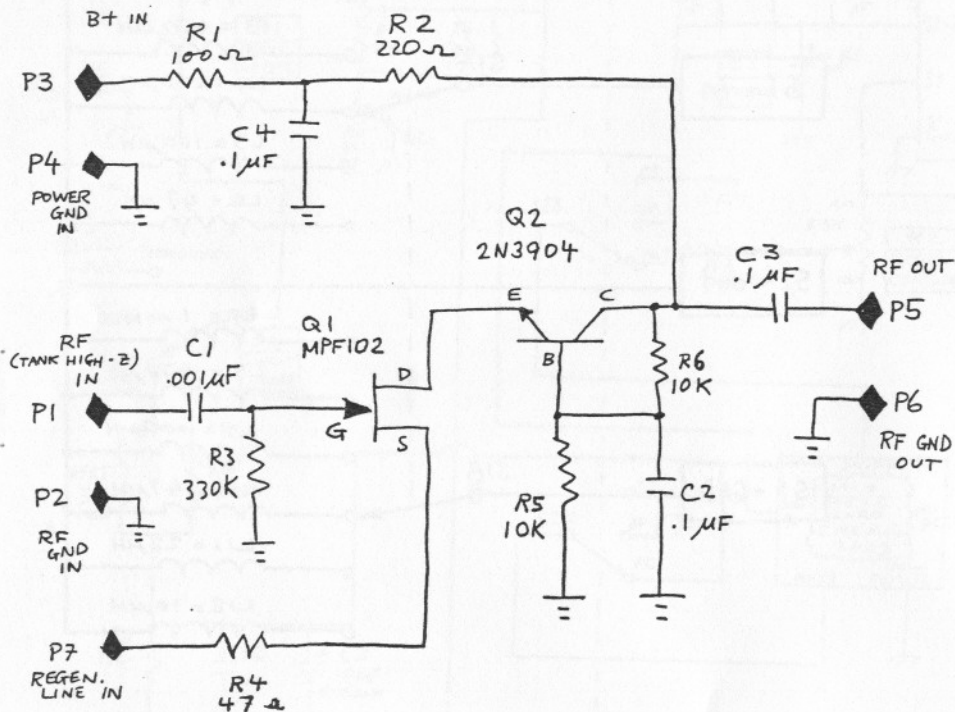 B+ IN
R1
100Ω
R2
220Ω
P3
C4
.1µF
P4
POWER
GND
IN
Q2
2N3904
C3
.1µF
RF OUT
P5
E
C
B
RF
(TANK HIGH-Z)
IN
C1
.001µF
Q1
MPF102
D
G
S
P1
R3
330K
R6
10K
P6
RF GND
OUT
P2
RF
GND
IN
R5
10K
C2
.1µF
P7
REGEN.
LINE IN
R4
47Ω